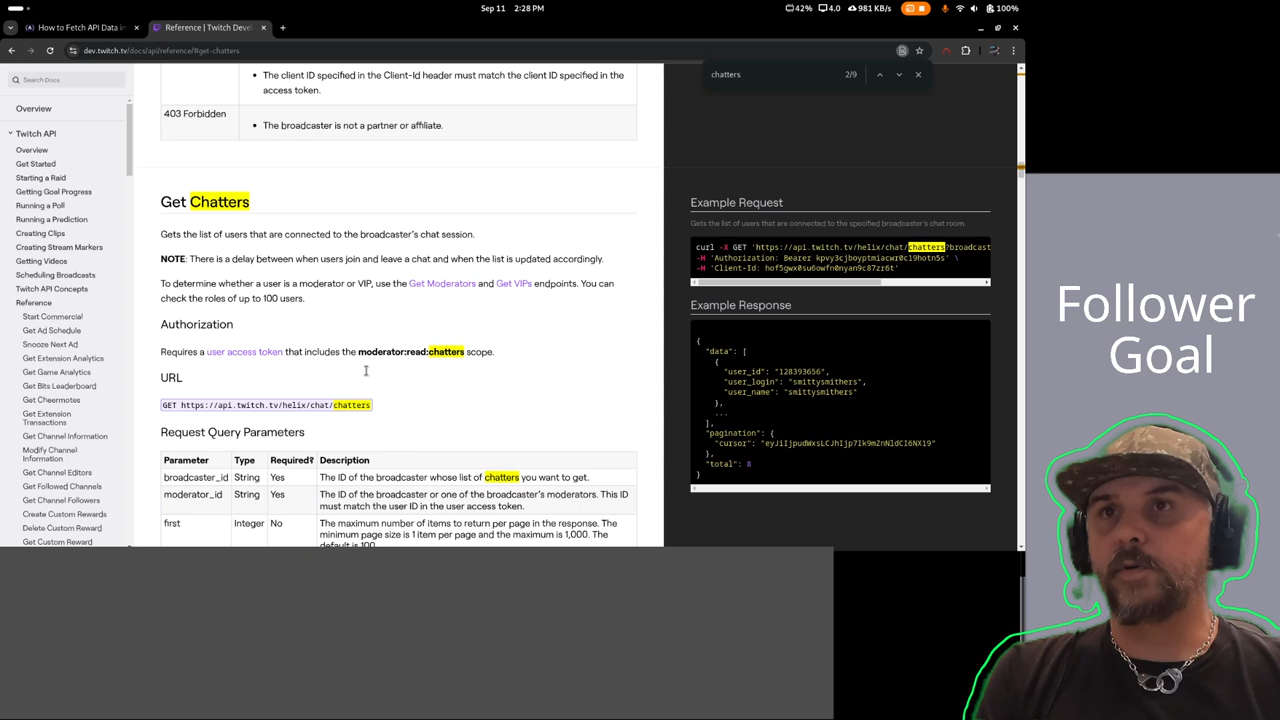 Sep 11 2:28 PM
42% 4.0 981 KB/s 100%
How to Fetch API Data in
Reference | Twitch Devel
dev.twitch.tv/docs/api/reference/#get-chatters
chatters 2/9
Search Docs
Overview
Twitch API
Overview
Get Started
Starting a Raid
Getting Goal Progress
Running a Poll
Running a Prediction
Creating Clips
Creating Stream Markers
Getting Videos
Scheduling Broadcasts
Twitch API Concepts
Reference
Start Commercial
Get Ad Schedule
Snooze Next Ad
Get Extension Analytics
Get Game Analytics
Get Bits Leaderboard
Get Cheermotes
Get Extension
Transactions
Get Channel Information
Modify Channel
Information
Get Channel Editors
Get Followed Channels
Get Channel Followers
Create Custom Rewards
Delete Custom Reward
Get Custom Reward
The client ID specified in the Client-Id header must match the client ID specified in the
access token.
403 Forbidden
The broadcaster is not a partner or affiliate.
Get Chatters
Gets the list of users that are connected to the broadcaster's chat session.
NOTE: There is a delay between when users join and leave a chat and when the list is updated accordingly.
To determine whether a user is a moderator or VIP, use the Get Moderators and Get VIPs endpoints. You can
check the roles of up to 100 users.
Authorization
Requires a user access token that includes the moderator:read:chatters scope.
URL
GET https://api.twitch.tv/helix/chat/chatters
Request Query Parameters
Parameter Type Required? Description
broadcaster_id String Yes The ID of the broadcaster whose list of chatters you want to get.
moderator_id String Yes The ID of the broadcaster or one of the broadcaster's moderators. This ID
must match the user ID in the user access token.
first Integer No The maximum number of items to return per page in the response. The
minimum page size is 1 item per page and the maximum is 1,000. The
default is 100.
Example Request
Gets the list of users that are connected to the specified broadcaster's chat room.
curl -X GET 'https://api.twitch.tv/helix/chat/chatters?broadcast
-H 'Authorization: Bearer kpvy3cjboyptmiacwr0c19hotn5s' \
-H 'Client-Id: hof5gwx0su6owfn0nyan9c87zr6t'
Example Response
{
"data": [
{
"user_id": "128393656",
"user_login": "smittysmithers",
"user_name": "smittysmithers"
},
...
],
"pagination": {
"cursor": "eyJiIjpudWxsLCJhIjp7Ik9mZnNldCI6NX19"
},
"total": 8
}
Follower
Goal